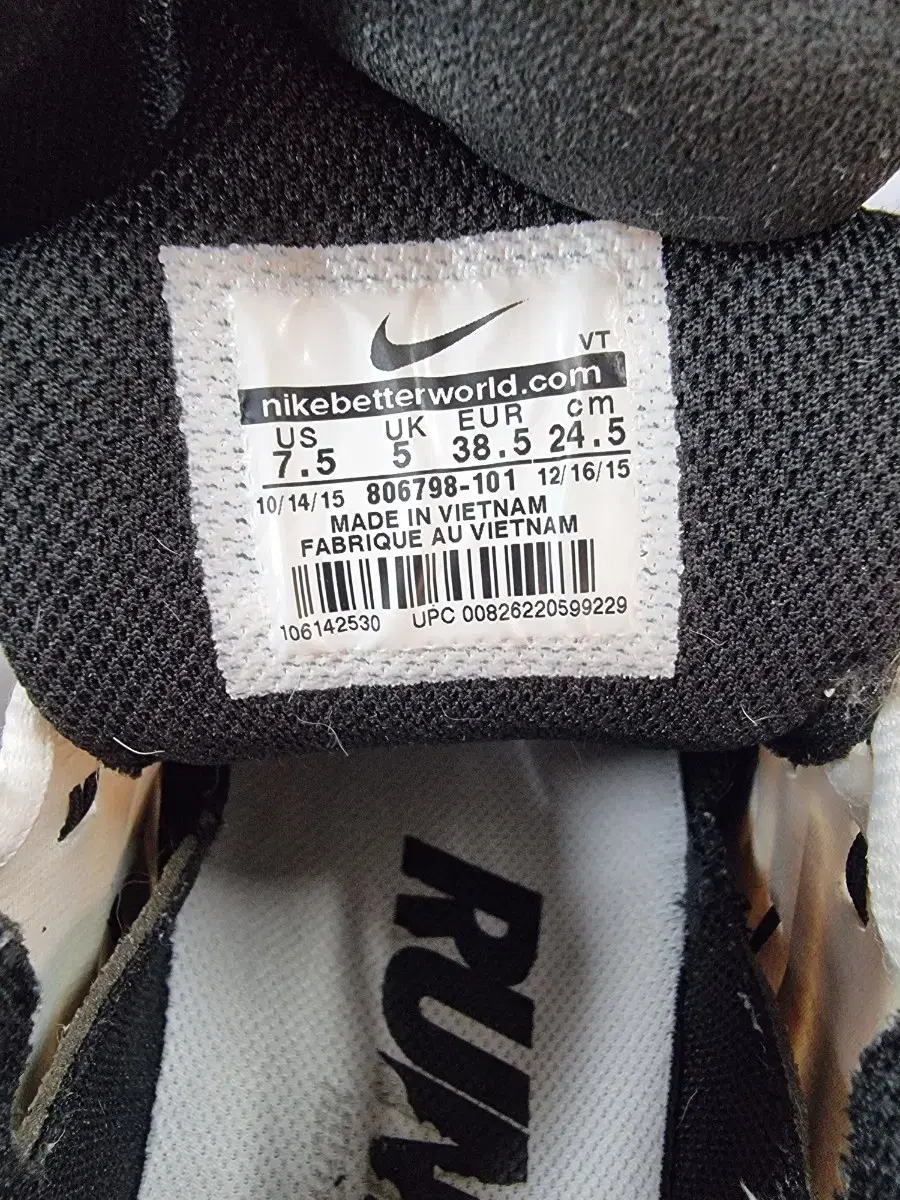 VT
nikebetterworld.com
US UK EUR cm
7.5 5 38.5 24.5
10/14/15 806798-101 12/16/15
MADE IN VIETNAM
FABRIQUE AU VIETNAM
106142530 UPC 00826220599229
RUN